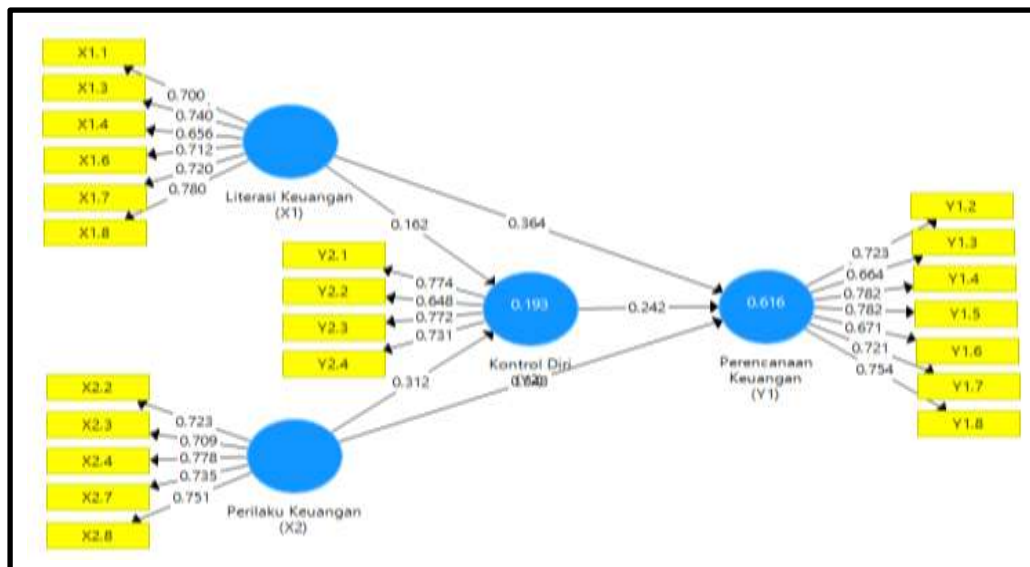 X1.1
X1.3
X1.4
X1.6
X1.7
X1.8
0.700
0.740
0.656
0.712
0.720
0.780
Literasi Keuangan
(X1)
0.162
0.364
Y2.1
Y2.2
Y2.3
Y2.4
0.774
0.648
0.772
0.731
0.193
Kontrol Diri
0.242
0.312
0.616
Perencanaan
Keuangan
(Y1)
0.723
0.664
0.782
0.782
0.671
0.721
0.754
Y1.2
Y1.3
Y1.4
Y1.5
Y1.6
Y1.7
Y1.8
X2.2
X2.3
X2.4
X2.7
X2.8
0.723
0.709
0.778
0.735
0.751
Perilaku Keuangan
(X2)